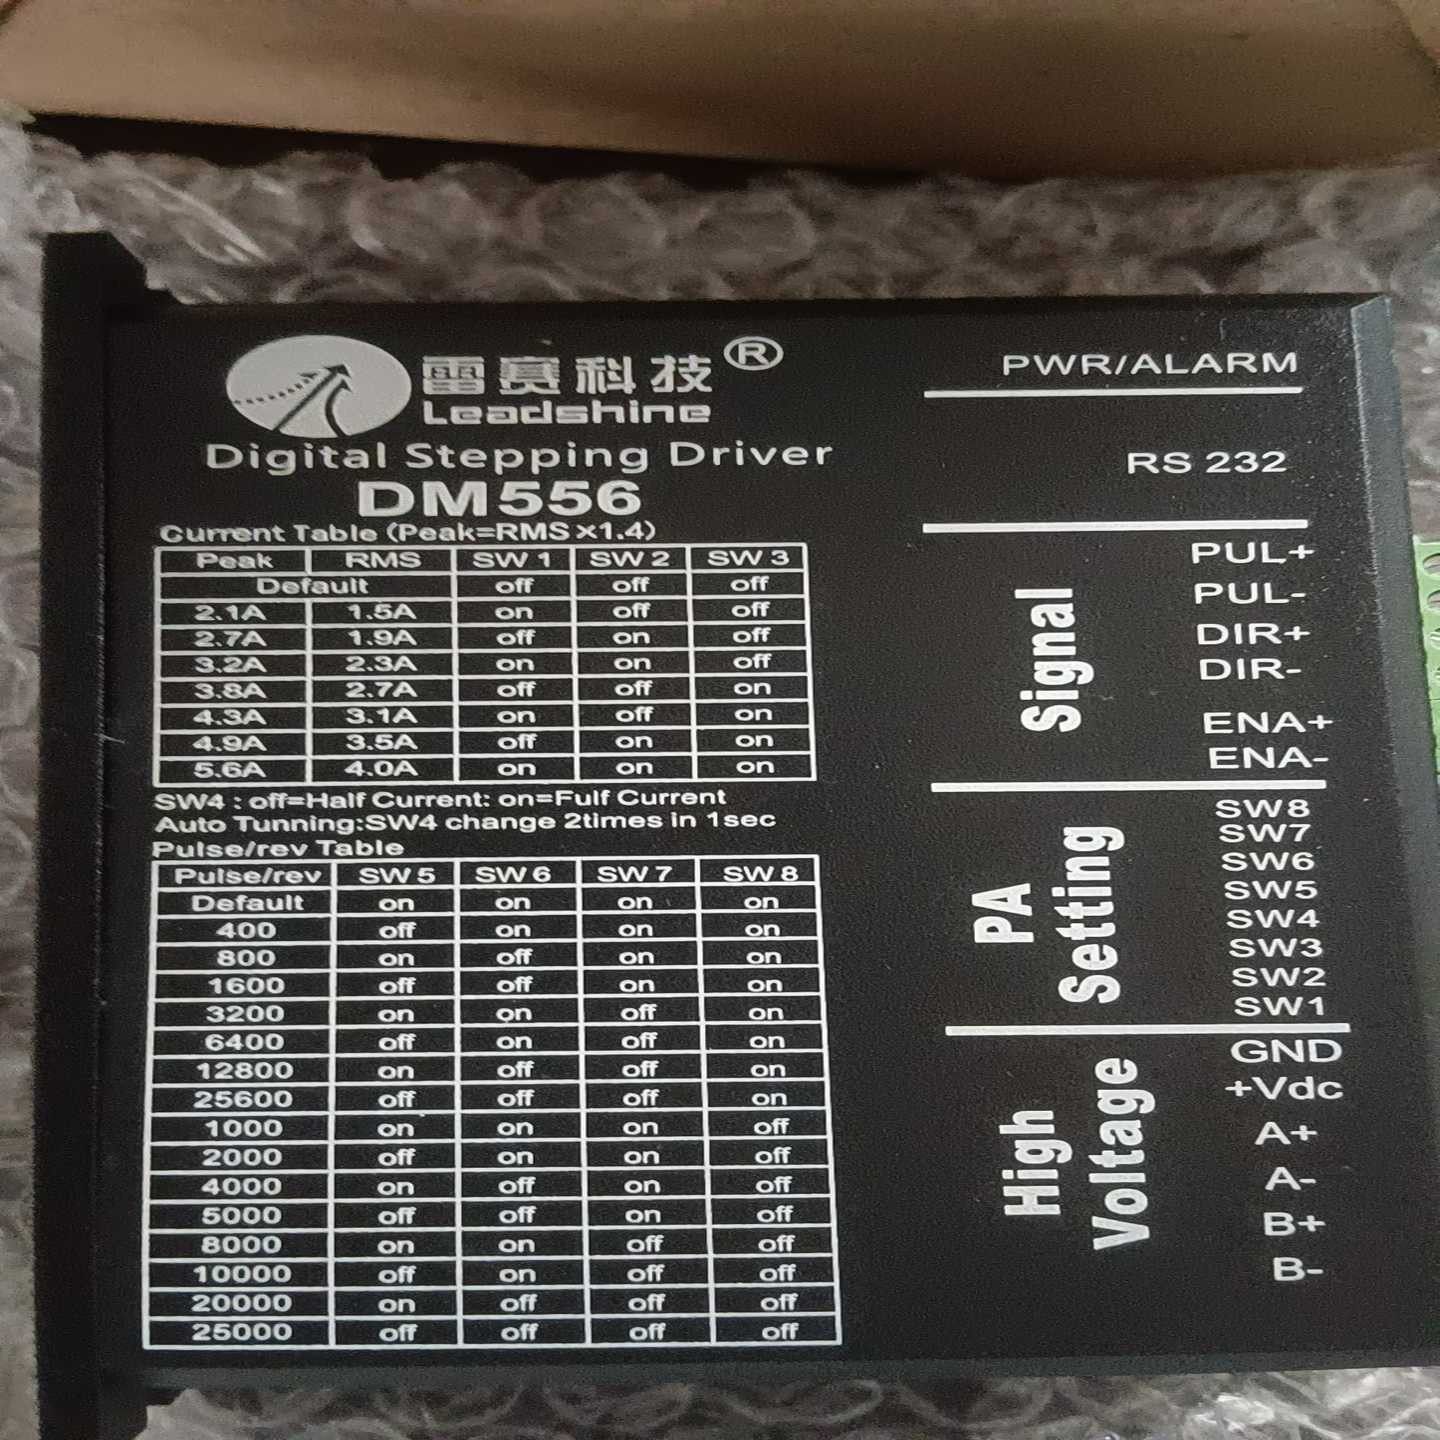 雷赛科技®
Leadshine
Digital Stepping Driver
DM556
Current Table (Peak=RMS×1.4)
Peak RMS SW 1 SW 2 SW 3
Default off off off
2.1A 1.5A on off off
2.7A 1.9A off on off
3.2A 2.3A on on off
3.8A 2.7A off off on
4.3A 3.1A on off on
4.9A 3.5A off on on
5.6A 4.0A on on on
SW4 : off=Half Current: on=Fulf Current
Auto Tunning:SW4 change 2times in 1sec
Pulse/rev Table
Pulse/rev SW 5 SW 6 SW 7 SW 8
Default on on on on
400 off on on on
800 on off on on
1600 off off on on
3200 on on off on
6400 off on off on
12800 on off off on
25600 off off off on
1000 on on on off
2000 off on on off
4000 on off on off
5000 off off on off
8000 on on off off
10000 off on off off
20000 on off off off
25000 off off off off
PWR/ALARM
RS 232
Signal
PUL+
PUL-
DIR+
DIR-
ENA+
ENA-
PA
Setting
SW8
SW7
SW6
SW5
SW4
SW3
SW2
SW1
High
Voltage
GND
+Vdc
A+
A-
B+
B-